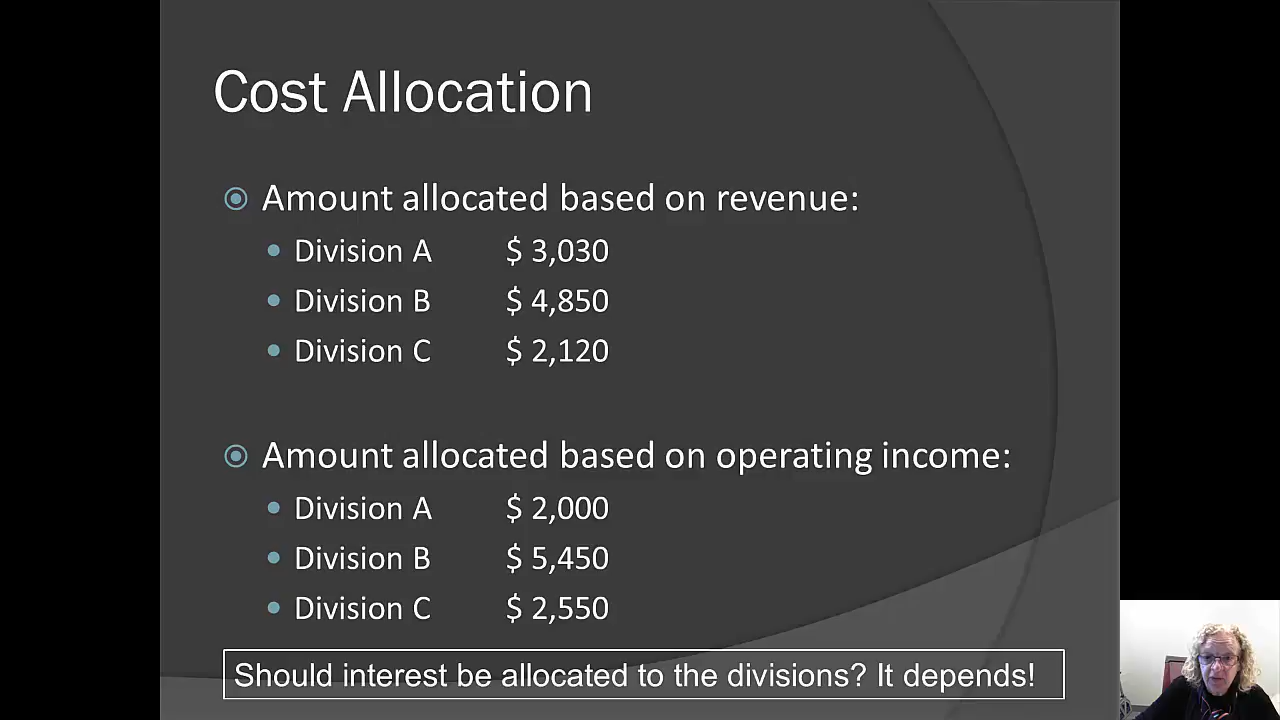 Cost Allocation
Amount allocated based on revenue:
Division A $ 3,030
Division B $ 4,850
Division C $ 2,120
Amount allocated based on operating income:
Division A $ 2,000
Division B $ 5,450
Division C $ 2,550
Should interest be allocated to the divisions? It depends!